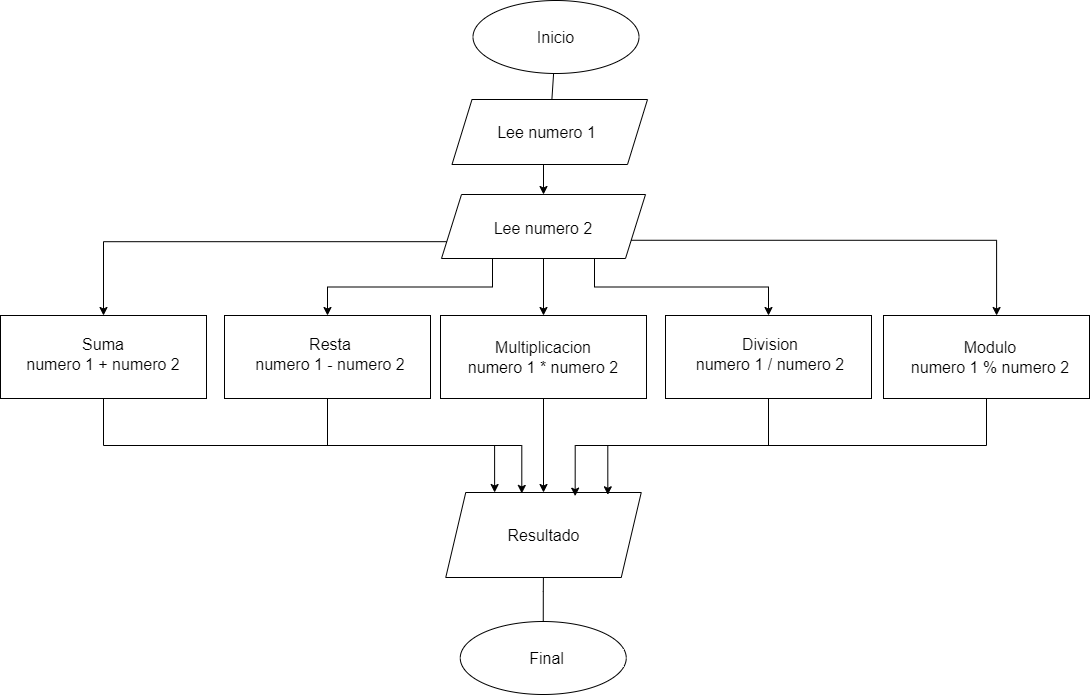 Inicio
Lee numero 1
Lee numero 2
Suma
numero 1 + numero 2
Resta
numero 1 - numero 2
Multiplicacion
numero 1 * numero 2
Division
numero 1 / numero 2
Modulo
numero 1 % numero 2
Resultado
Final